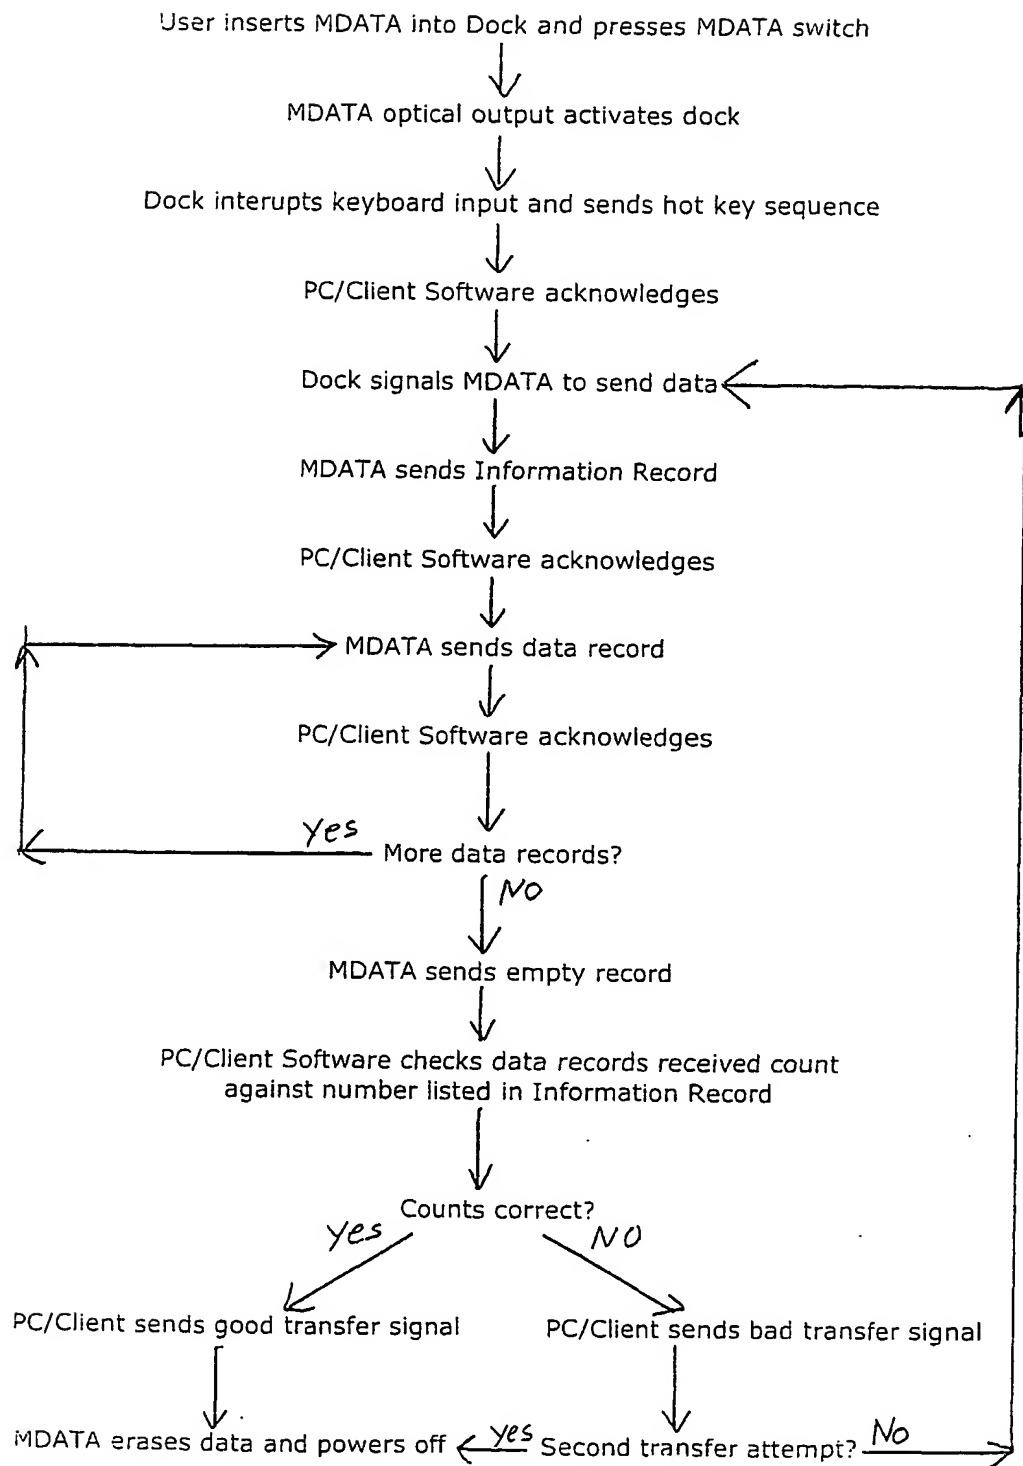 User inserts MDATA into Dock and presses MDATA switch
MDATA optical output activates dock
Dock interupts keyboard input and sends hot key sequence
PC/Client Software acknowledges
Dock signals MDATA to send data
MDATA sends Information Record
PC/Client Software acknowledges
MDATA sends data record
PC/Client Software acknowledges
Yes
More data records?
NO
MDATA sends empty record
PC/Client Software checks data records received count
against number listed in Information Record
Counts correct?
Yes
NO
PC/Client sends good transfer signal
PC/Client sends bad transfer signal
MDATA erases data and powers off
yes
Second transfer attempt?
No